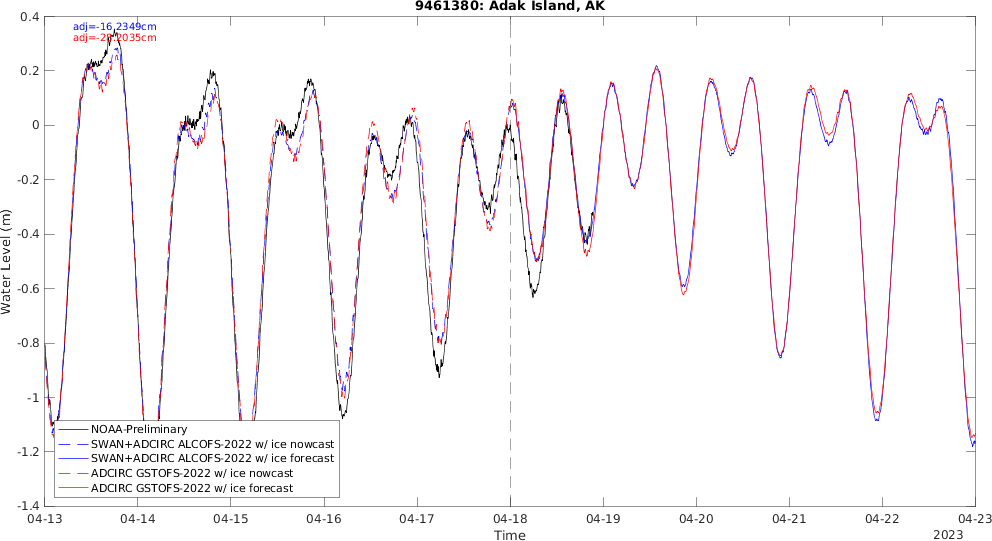 9461380: Adak Island, AK
adj=-16.2349cm
adj=-28.2035cm
0.4
0.2
0
-0.2
-0.4
-0.6
-0.8
-1
-1.2
-1.4
Water Level (m)
NOAA-Preliminary
SWAN+ADCIRC ALCOFS-2022 w/ ice nowcast
SWAN+ADCIRC ALCOFS-2022 w/ ice forecast
ADCIRC GSTOFS-2022 w/ ice nowcast
ADCIRC GSTOFS-2022 w/ ice forecast
04-13 04-14 04-15 04-16 04-17 04-18 04-19 04-20 04-21 04-22 04-23
Time
2023